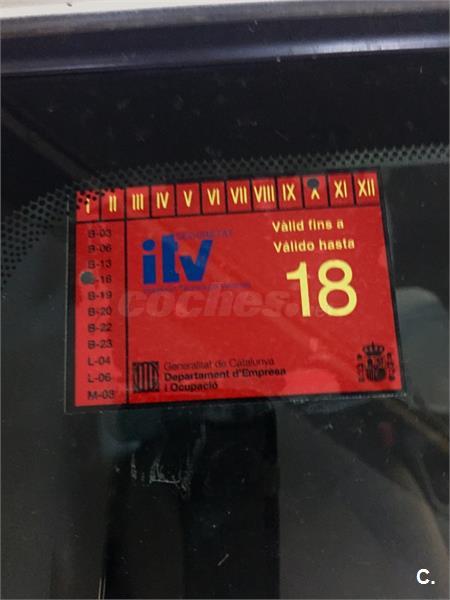 I II III IV V VI VII VIII IX X XI XII
B-03
B-06
B-13
B-16
B-19
B-20
B-22
B-23
L-04
L-06
M-03
itv
Vàlid fins a
Válido hasta
18
coches.
Generalitat de Catalunya
Departament d'Empresa
i Ocupació
C.